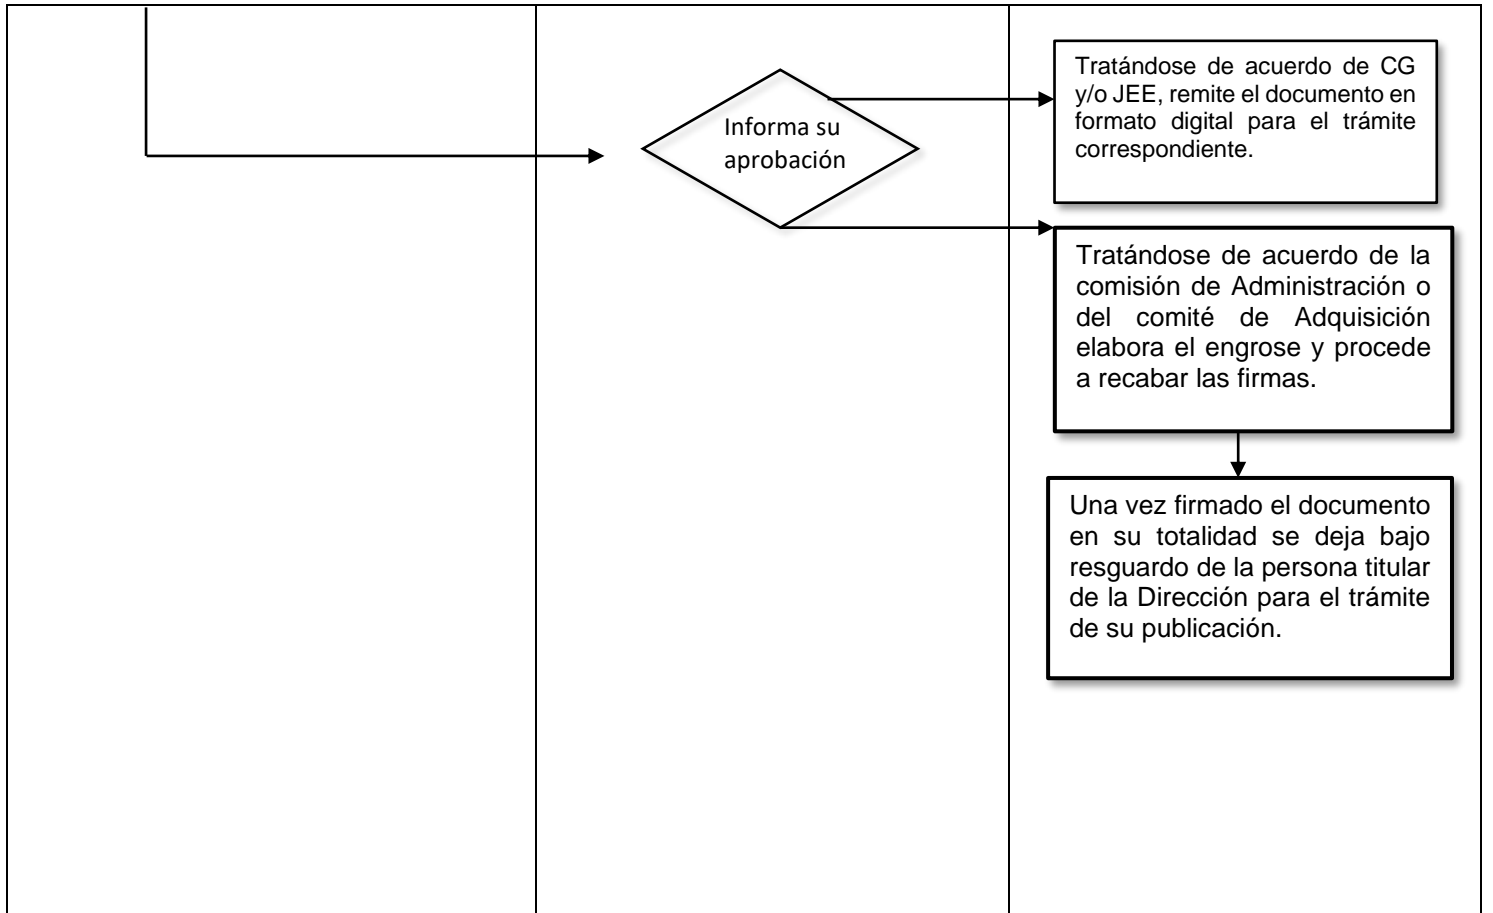 Informa su
aprobación
Tratándose de acuerdo de CG
y/o JEE, remite el documento en
formato digital para el trámite
correspondiente.
Tratándose de acuerdo de la
comisión de Administración o
del comité de Adquisición
elabora el engrose y procede
a recabar las firmas.
Una vez firmado el documento
en su totalidad se deja bajo
resguardo de la persona titular
de la Dirección para el trámite
de su publicación.